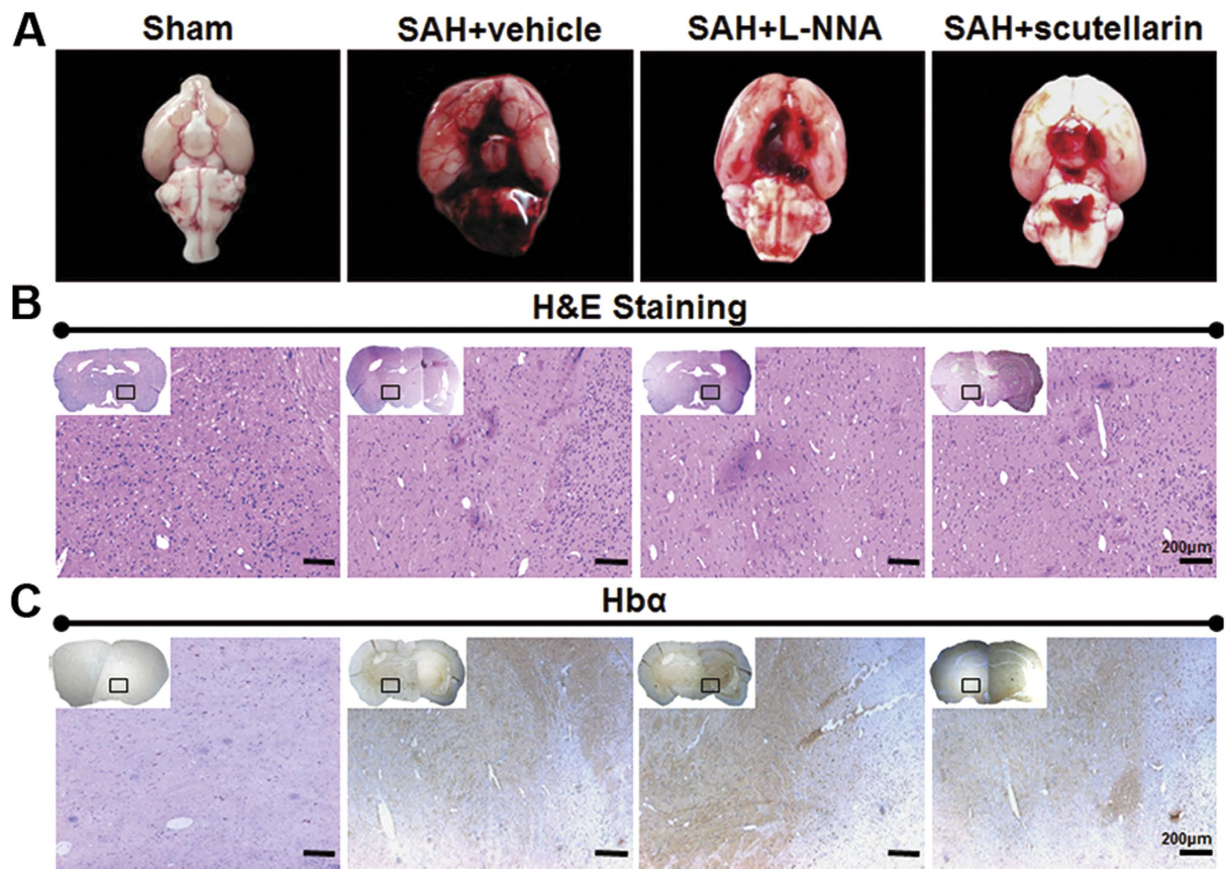 A
Sham
SAH+vehicle
SAH+L-NNA
SAH+scutellarin
B
H&E Staining
200µm
C
Hbα
200µm